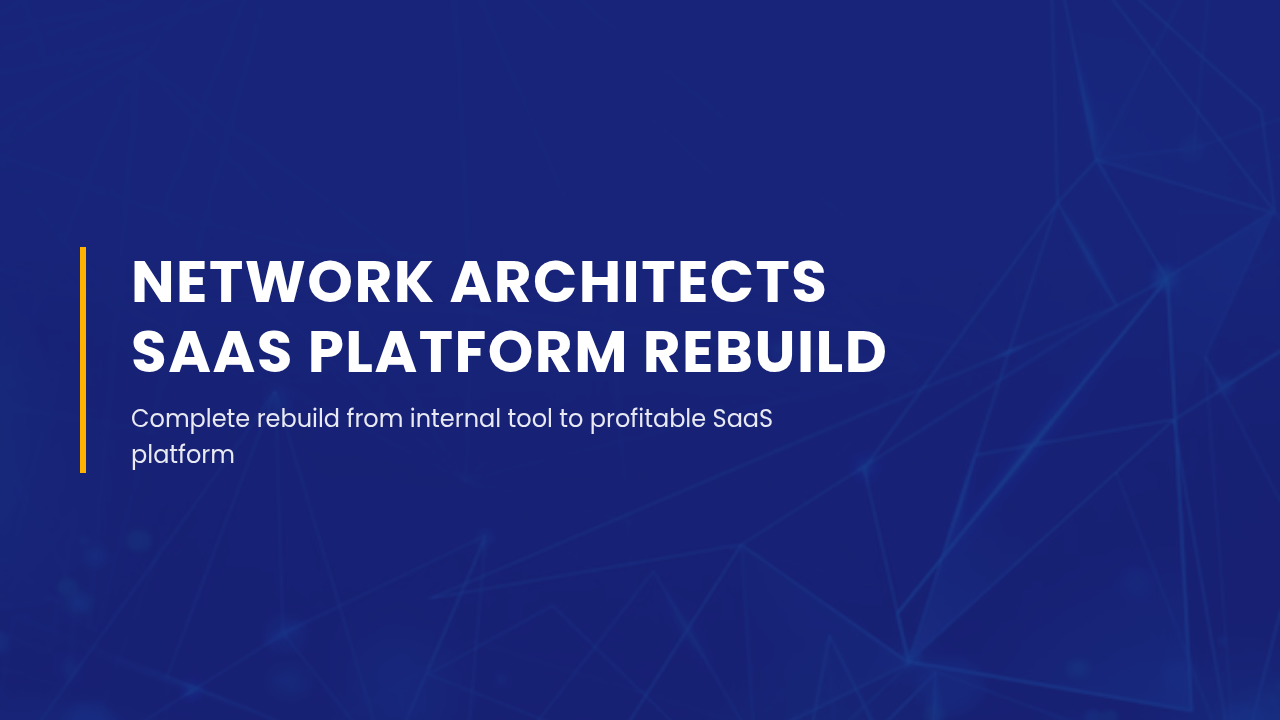 NETWORK ARCHITECTS
SAAS PLATFORM REBUILD
Complete rebuild from internal tool to profitable SaaS
platform